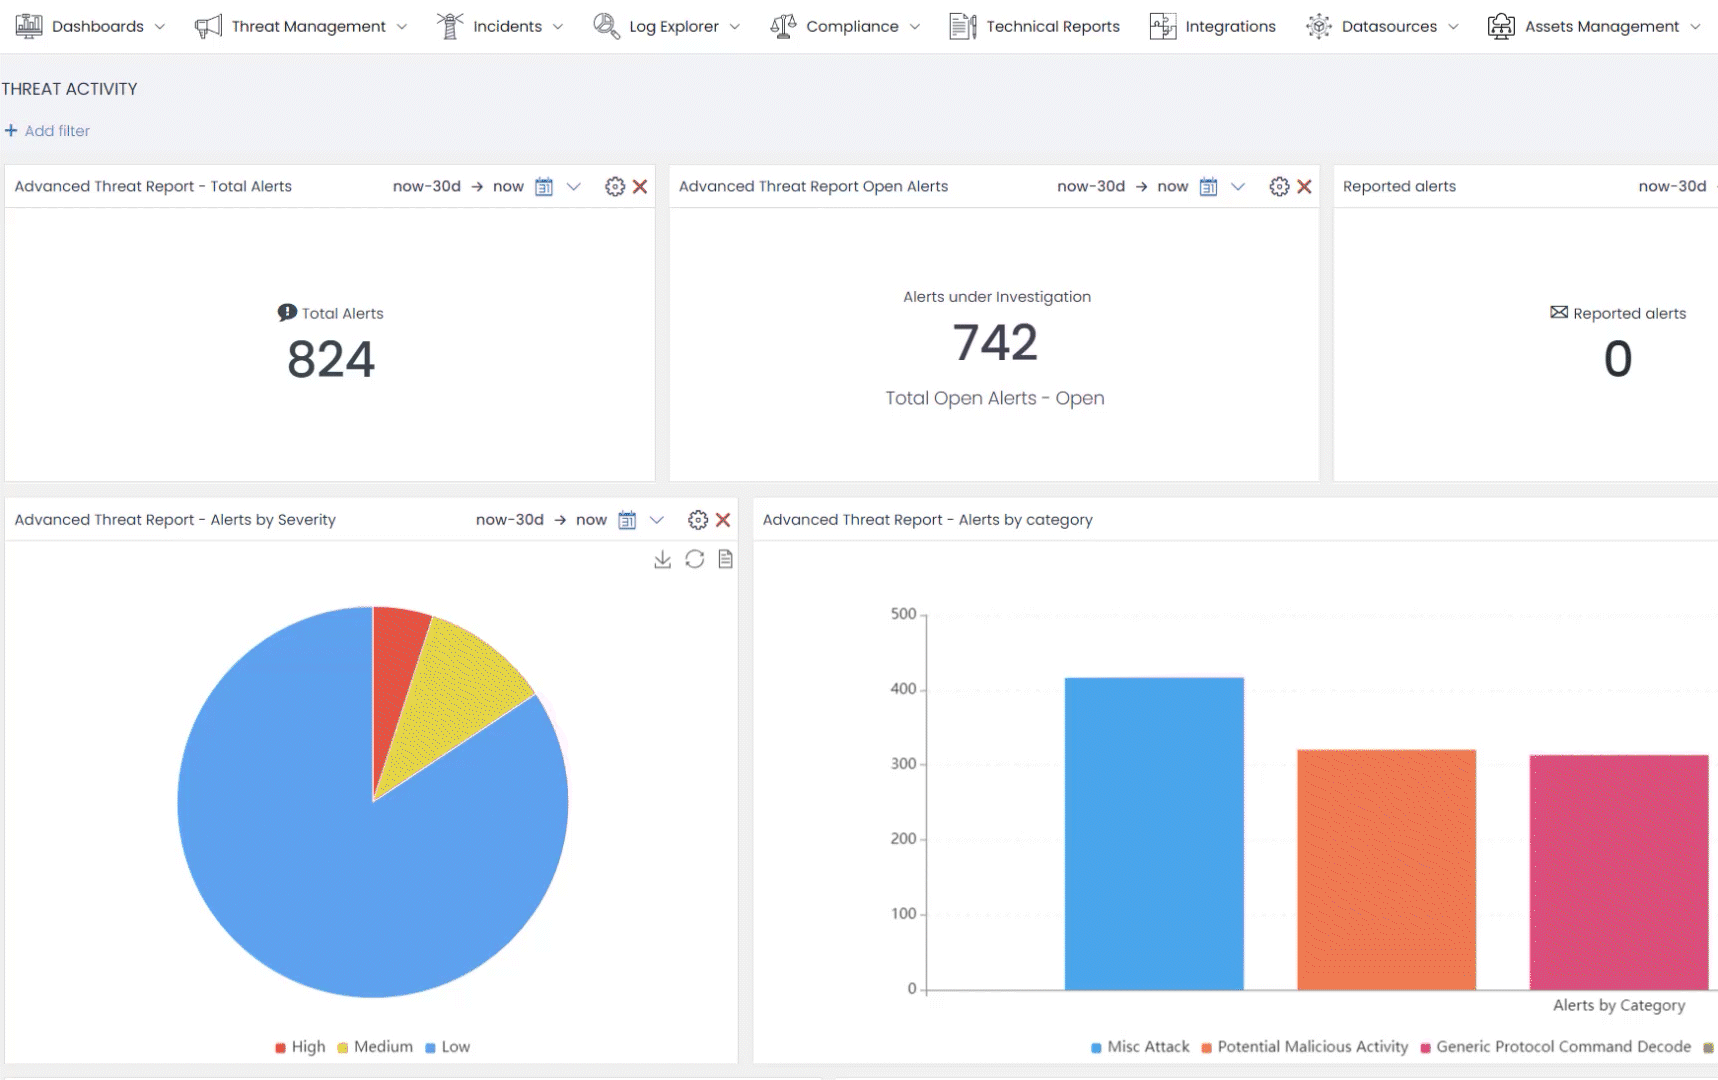 Dashboards Threat Management Incidents Log Explorer Compliance Technical Reports Integrations Datasources Assets Management
THREAT ACTIVITY
+ Add filter
Advanced Threat Report - Total Alerts now-30d → now 31
Total Alerts
824
Advanced Threat Report Open Alerts now-30d → now 31
Alerts under Investigation
742
Total Open Alerts - Open
Reported alerts now-30d
Reported alerts
0
Advanced Threat Report - Alerts by Severity now-30d → now 31
High Medium Low
Advanced Threat Report - Alerts by category
500
400
300
200
100
0
Alerts by Category
Misc Attack Potential Malicious Activity Generic Protocol Command Decode